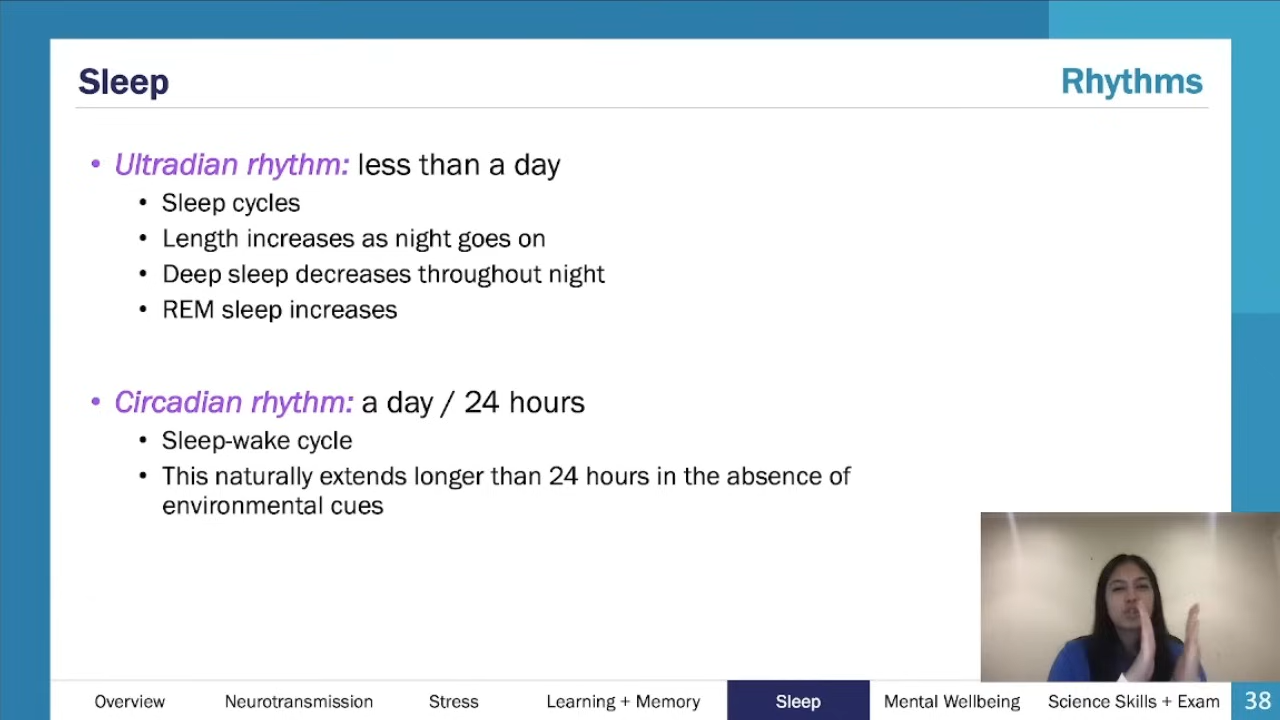 Sleep
Rhythms
• Ultradian rhythm: less than a day
• Sleep cycles
• Length increases as night goes on
• Deep sleep decreases throughout night
• REM sleep increases
• Circadian rhythm: a day / 24 hours
• Sleep-wake cycle
• This naturally extends longer than 24 hours in the absence of
environmental cues
Overview
Neurotransmission
Stress
Learning + Memory
Sleep
Mental Wellbeing
Science Skills + Exam
38